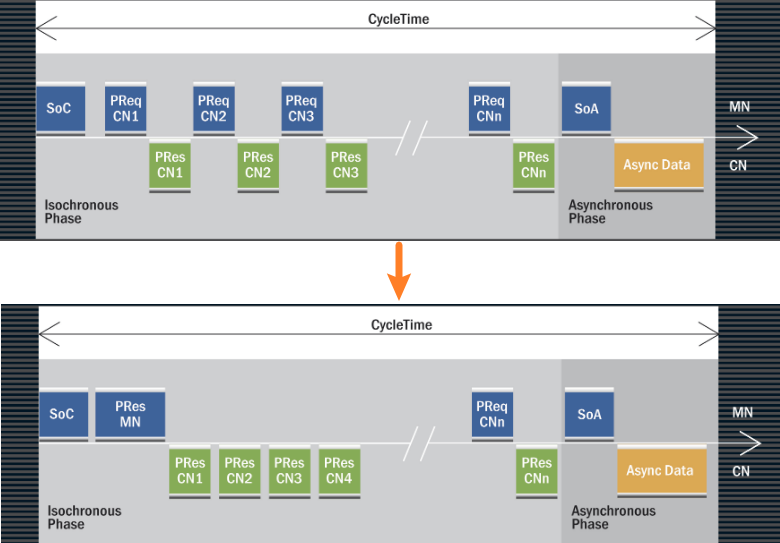 CycleTime
SoC
PReq
CN1
PReq
CN2
PReq
CN3
PReq
CNn
SoA
MN
PRes
CN1
PRes
CN2
PRes
CN3
PRes
CNn
Async Data
CN
Isochronous
Phase
Asynchronous
Phase
CycleTime
SoC
PRes
MN
PReq
CNn
SoA
MN
PRes
CN1
PRes
CN2
PRes
CN3
PRes
CN4
PRes
CNn
Async Data
CN
Isochronous
Phase
Asynchronous
Phase